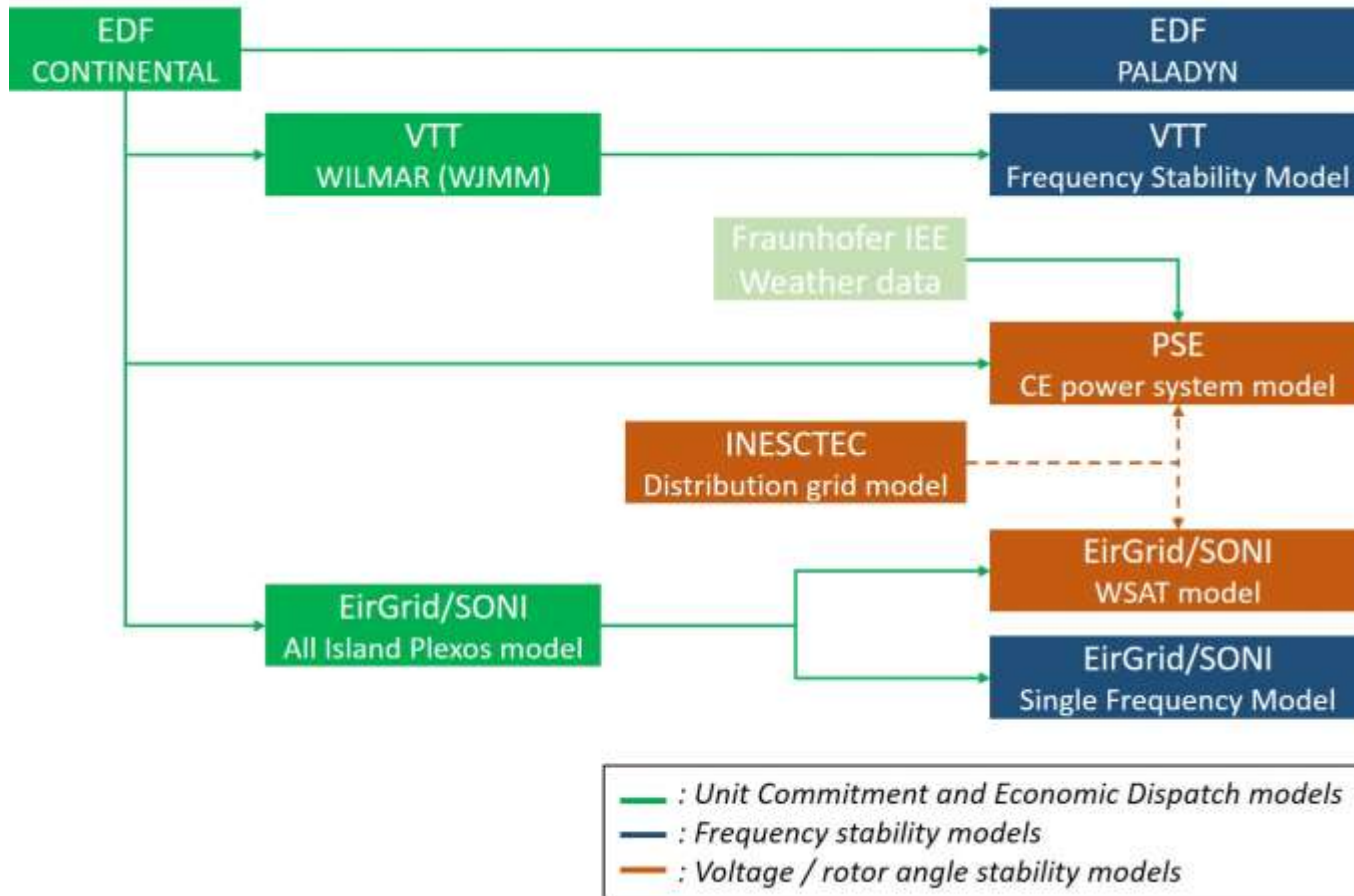 EDF
CONTINENTAL
EDF
PALADYN
VTT
WILMAR (WJMM)
VTT
Frequency Stability Model
Fraunhofer IEE
Weather data
PSE
CE power system model
INESCTEC
Distribution grid model
EirGrid/SONI
WSAT model
EirGrid/SONI
All Island Plexos model
EirGrid/SONI
Single Frequency Model
: Unit Commitment and Economic Dispatch models
: Frequency stability models
: Voltage / rotor angle stability models